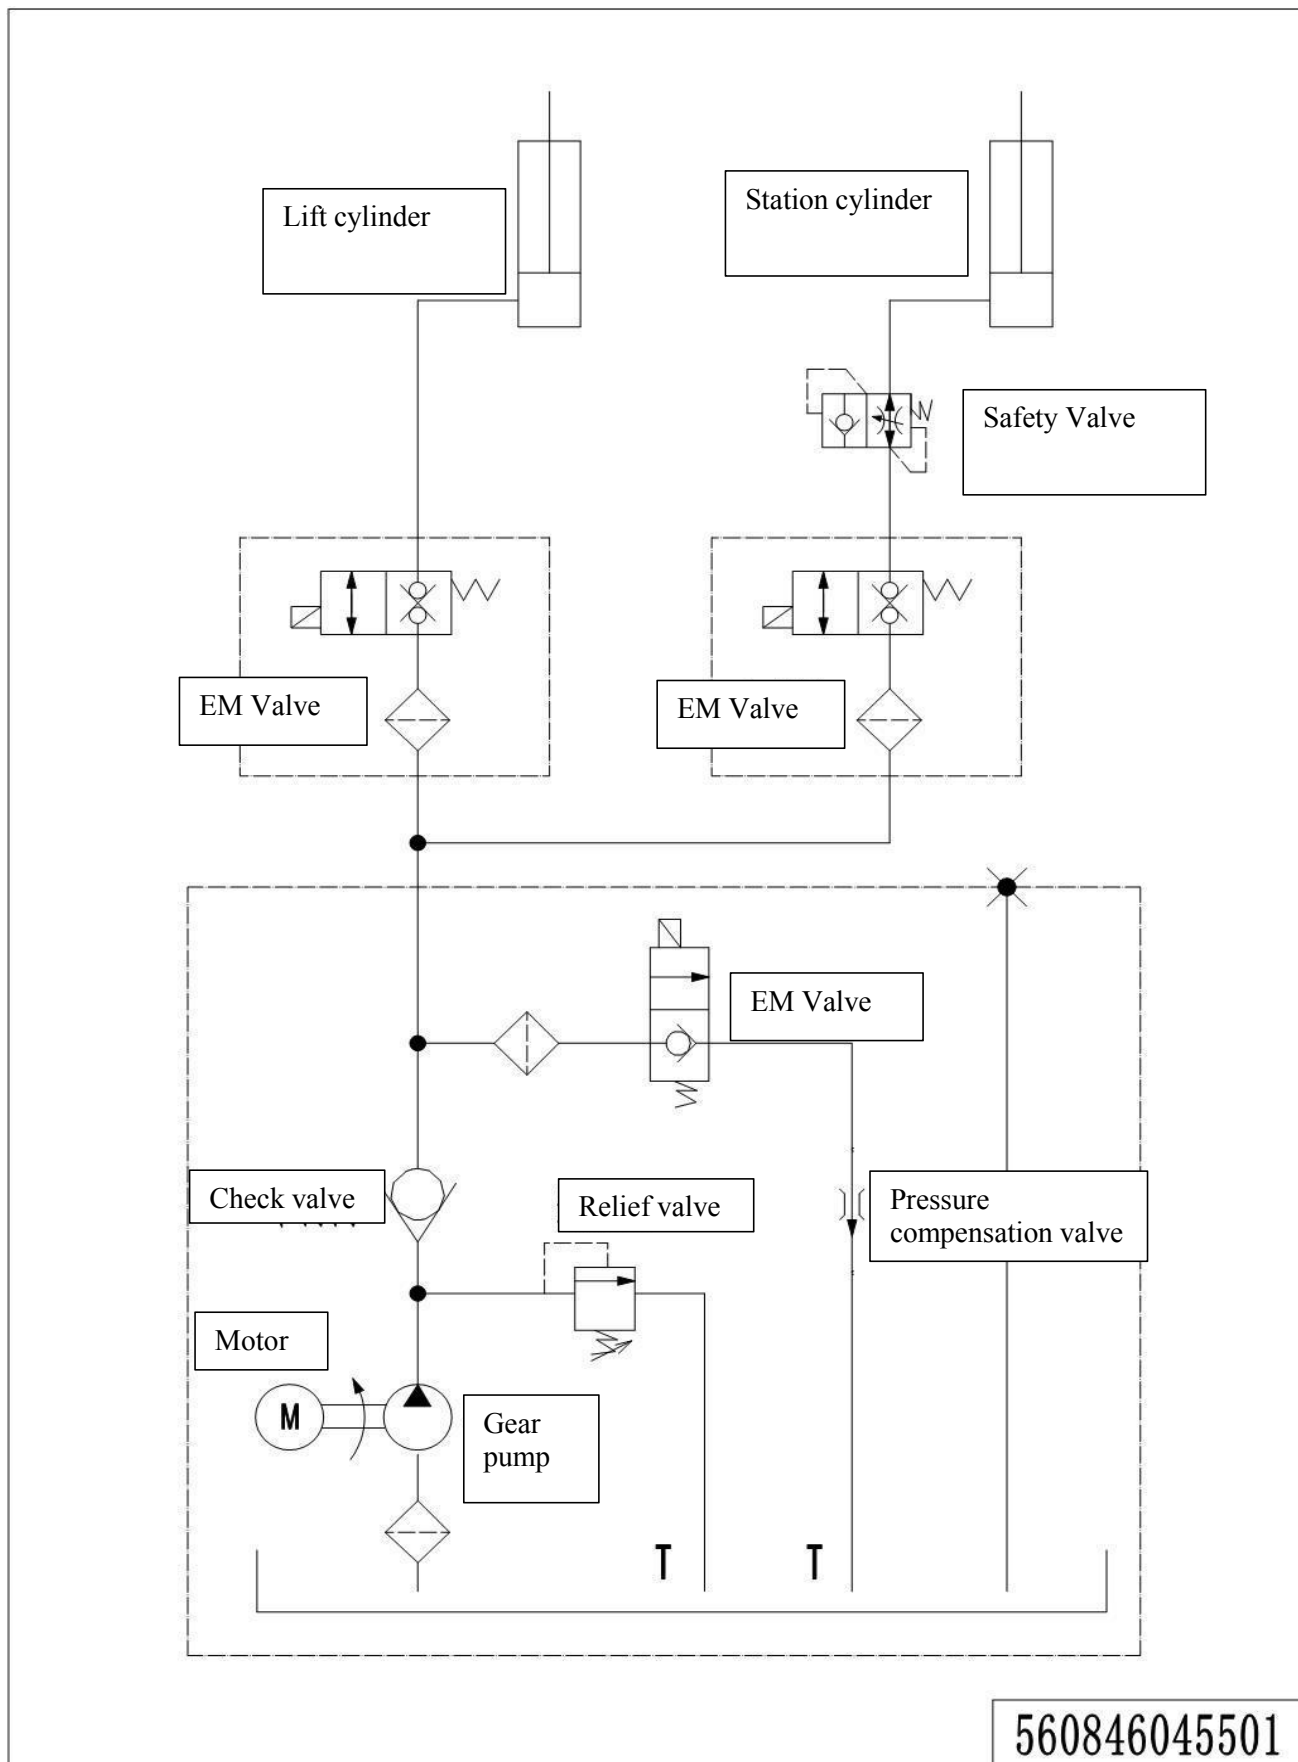 Lift cylinder
Station cylinder
Safety Valve
EM Valve
EM Valve
EM Valve
Check valve
Relief valve
Pressure
compensation valve
Motor
M
Gear
pump
T
T
560846045501